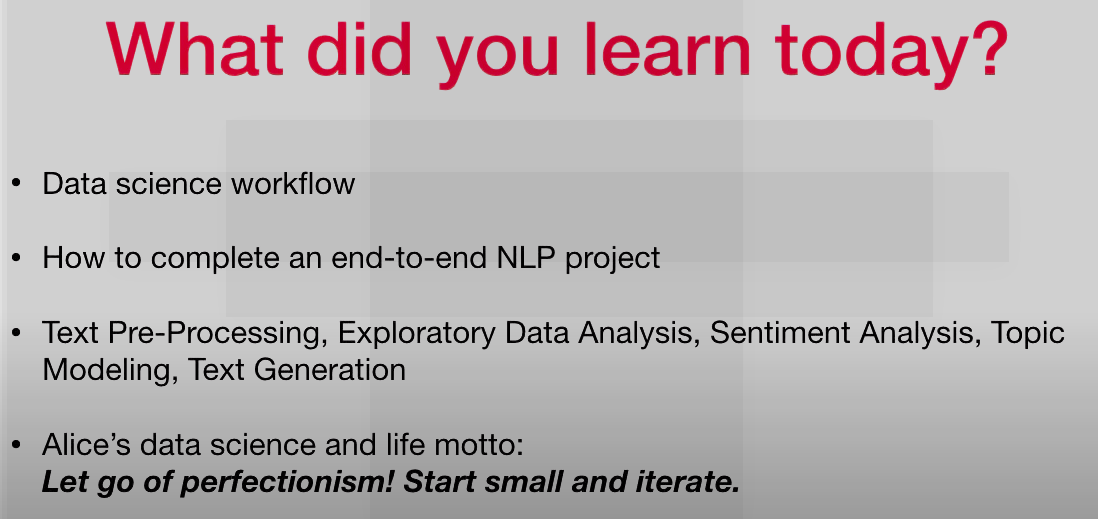 What did you learn today?
• Data science workflow
• How to complete an end-to-end NLP project
• Text Pre-Processing, Exploratory Data Analysis, Sentiment Analysis, Topic
Modeling, Text Generation
• Alice’s data science and life motto:
Let go of perfectionism! Start small and iterate.